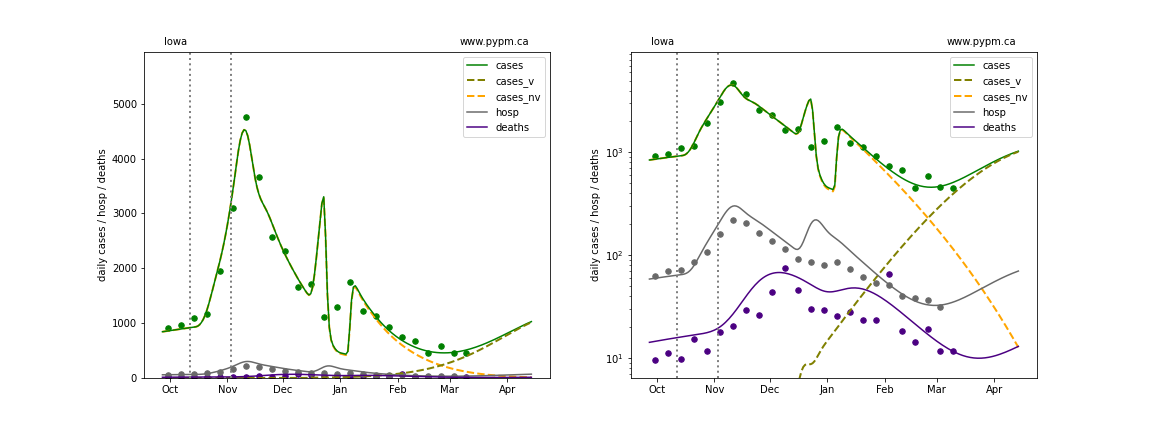 Iowa www.pypm.ca
cases
cases_v
cases_nv
hosp
deaths
daily cases / hosp / deaths
5000
4000
3000
2000
1000
0
Oct Nov Dec Jan Feb Mar Apr
Iowa www.pypm.ca
cases
cases_v
cases_nv
hosp
deaths
daily cases / hosp / deaths
10³
10²
10¹
Oct Nov Dec Jan Feb Mar Apr